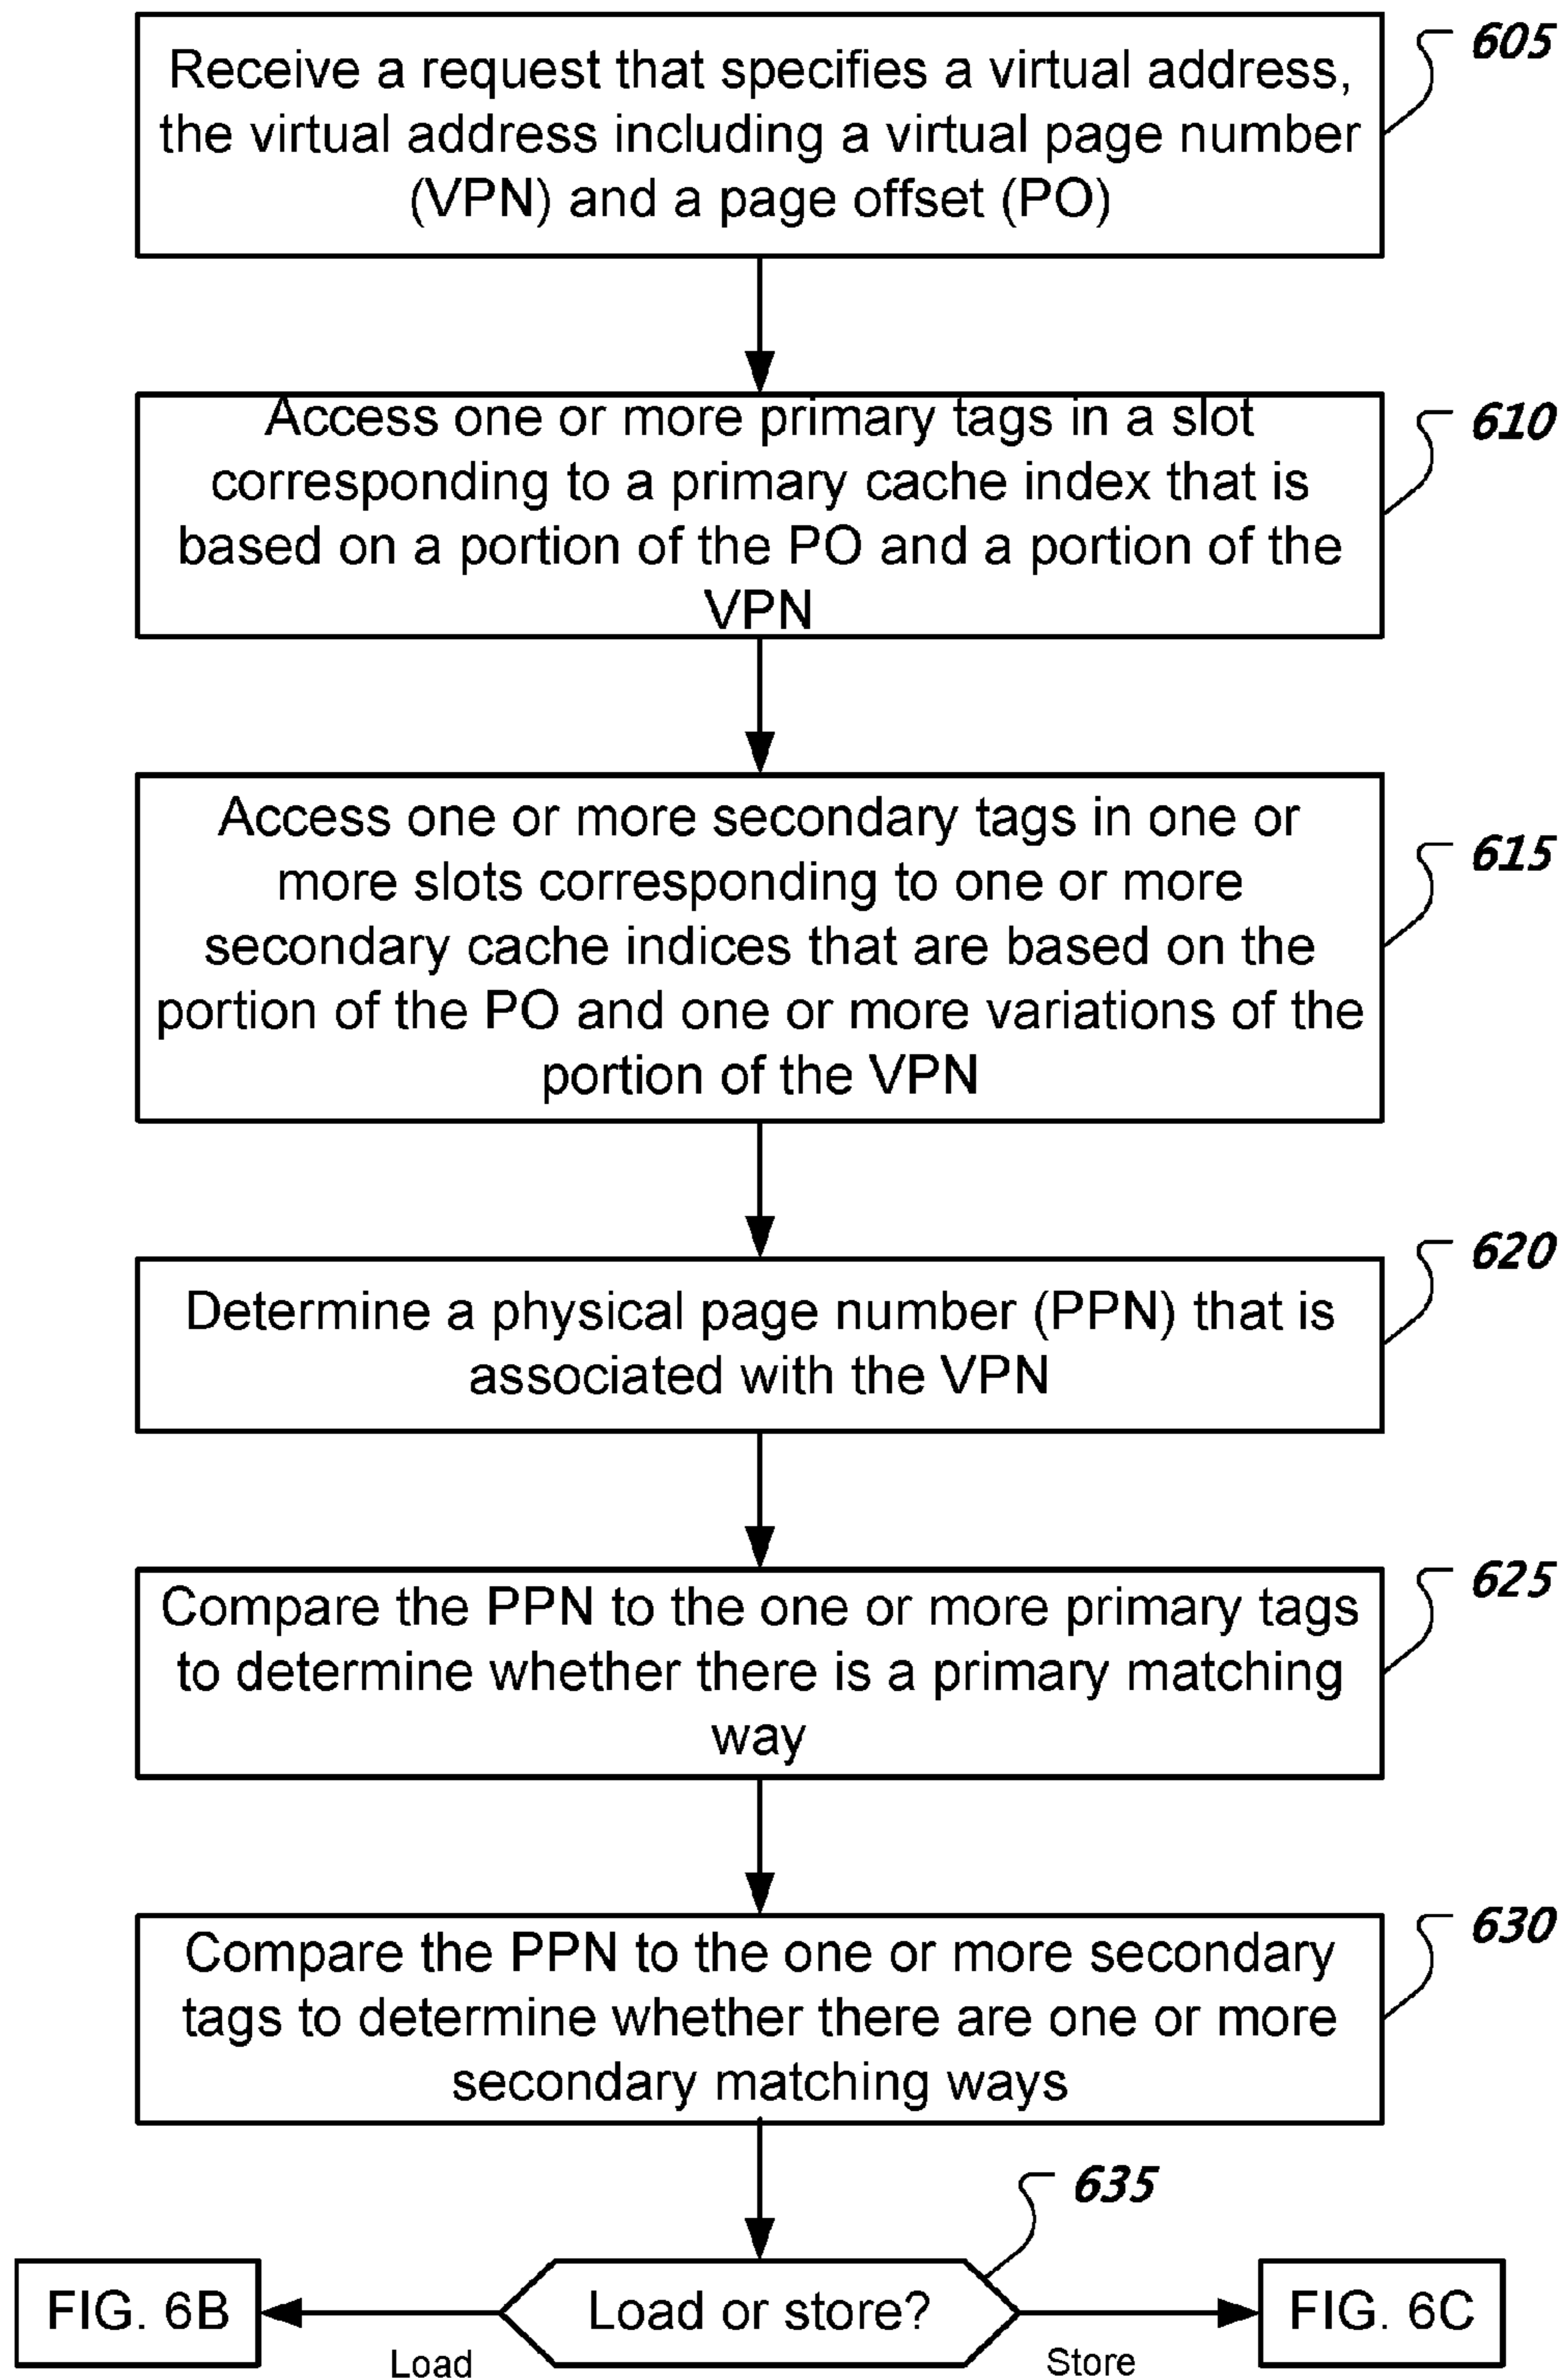 Receive a request that specifies a virtual address,
the virtual address including a virtual page number
(VPN) and a page offset (PO)
605
Access one or more primary tags in a slot
corresponding to a primary cache index that is
based on a portion of the PO and a portion of the
VPN
610
Access one or more secondary tags in one or
more slots corresponding to one or more
secondary cache indices that are based on the
portion of the PO and one or more variations of the
portion of the VPN
615
Determine a physical page number (PPN) that is
associated with the VPN
620
Compare the PPN to the one or more primary tags
to determine whether there is a primary matching
way
625
Compare the PPN to the one or more secondary
tags to determine whether there are one or more
secondary matching ways
630
635
FIG. 6B
Load
Load or store?
Store
FIG. 6C